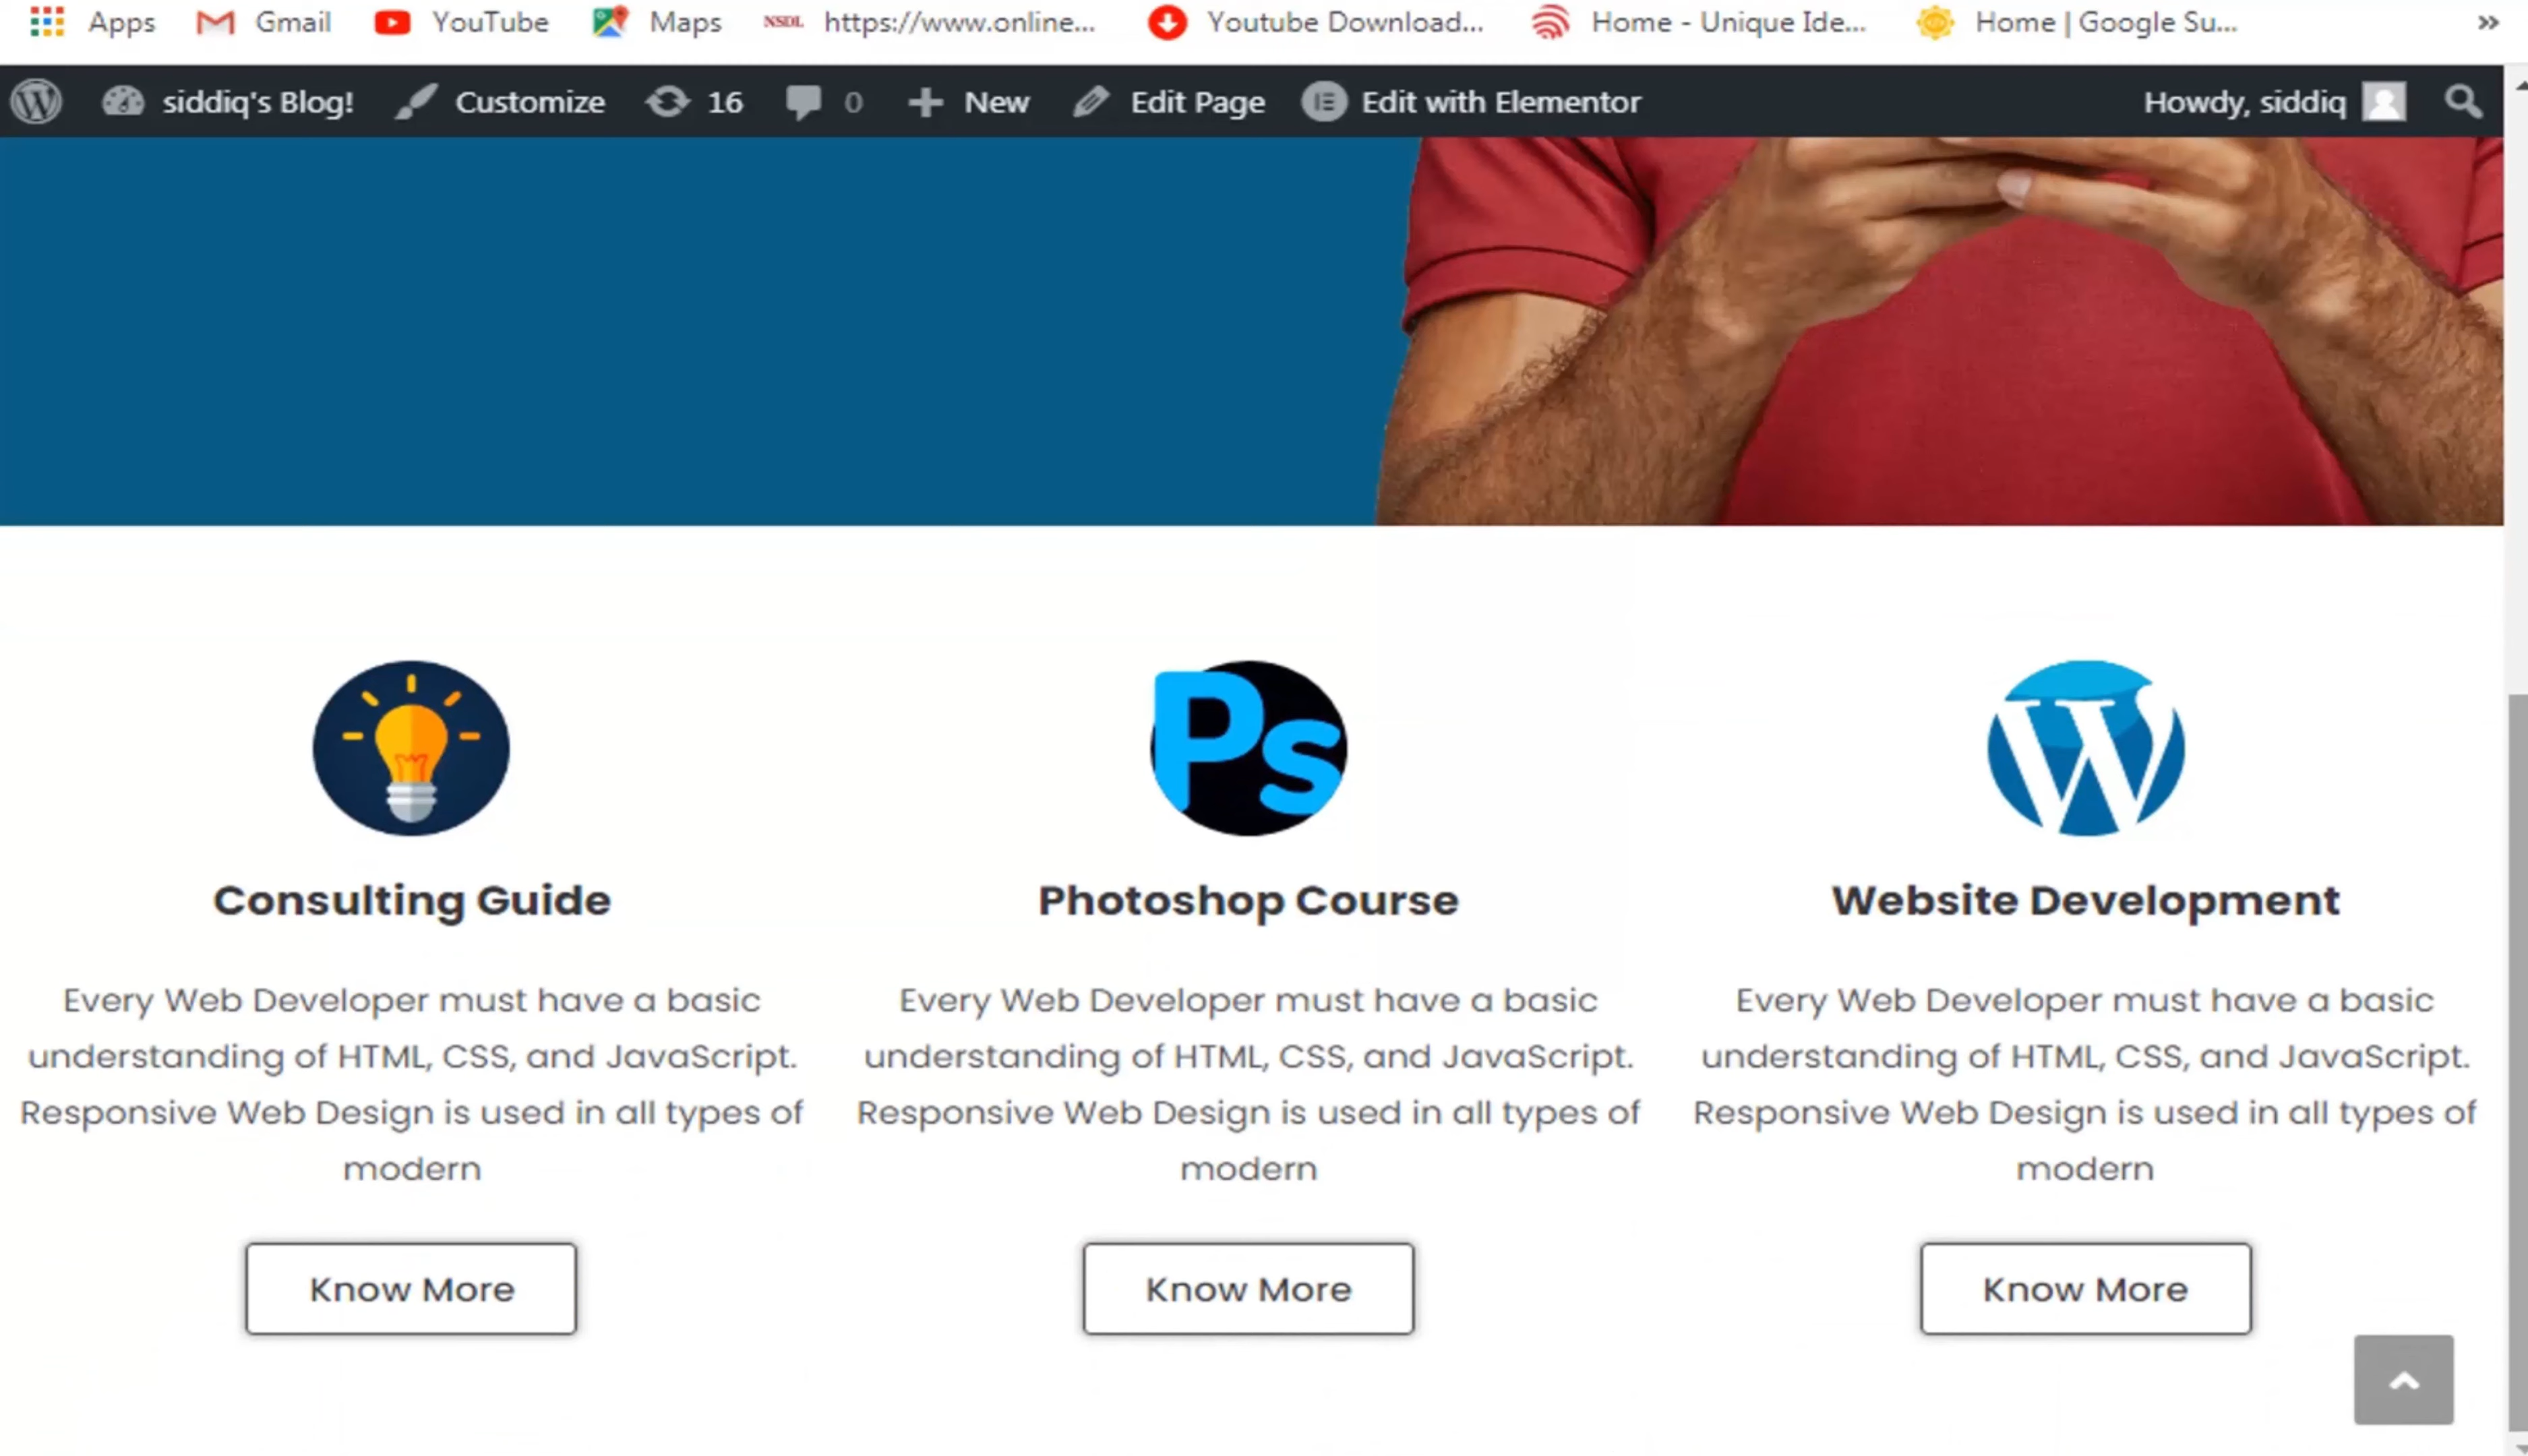 Apps Gmail YouTube Maps NSDL https://www.online... Youtube Download... Home - Unique Ide... Home | Google Su... »
siddiq's Blog! Customize 16 0 New Edit Page Edit with Elementor Howdy, siddiq
Ps
W
Consulting Guide
Every Web Developer must have a basic
understanding of HTML, CSS, and JavaScript.
Responsive Web Design is used in all types of
modern
Know More
Photoshop Course
Every Web Developer must have a basic
understanding of HTML, CSS, and JavaScript.
Responsive Web Design is used in all types of
modern
Know More
Website Development
Every Web Developer must have a basic
understanding of HTML, CSS, and JavaScript.
Responsive Web Design is used in all types of
modern
Know More